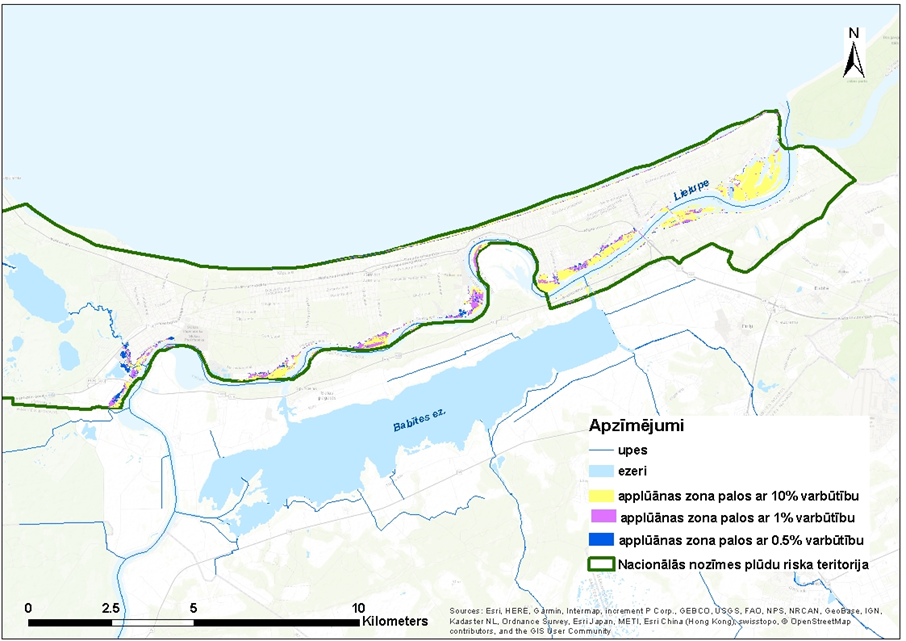 N
Lielupe
Babītes ez.
Apzīmējumi
upes
ezeri
applūšanas zona palos ar 10% varbūtību
applūšanas zona palos ar 1% varbūtību
applūšanas zona palos ar 0.5% varbūtību
Nacionālās nozīmes plūdu riska teritorija
0 2.5 5 10
Kilometers
Sources: Esri, HERE, Garmin, Intermap, increment P Corp., GEBCO, USGS, FAO, NPS, NRCAN, GeoBase, IGN,
Kadaster NL, Ordnance Survey, Esri Japan, METI, Esri China (Hong Kong), swisstopo, © OpenStreetMap
contributors, and the GIS User Community